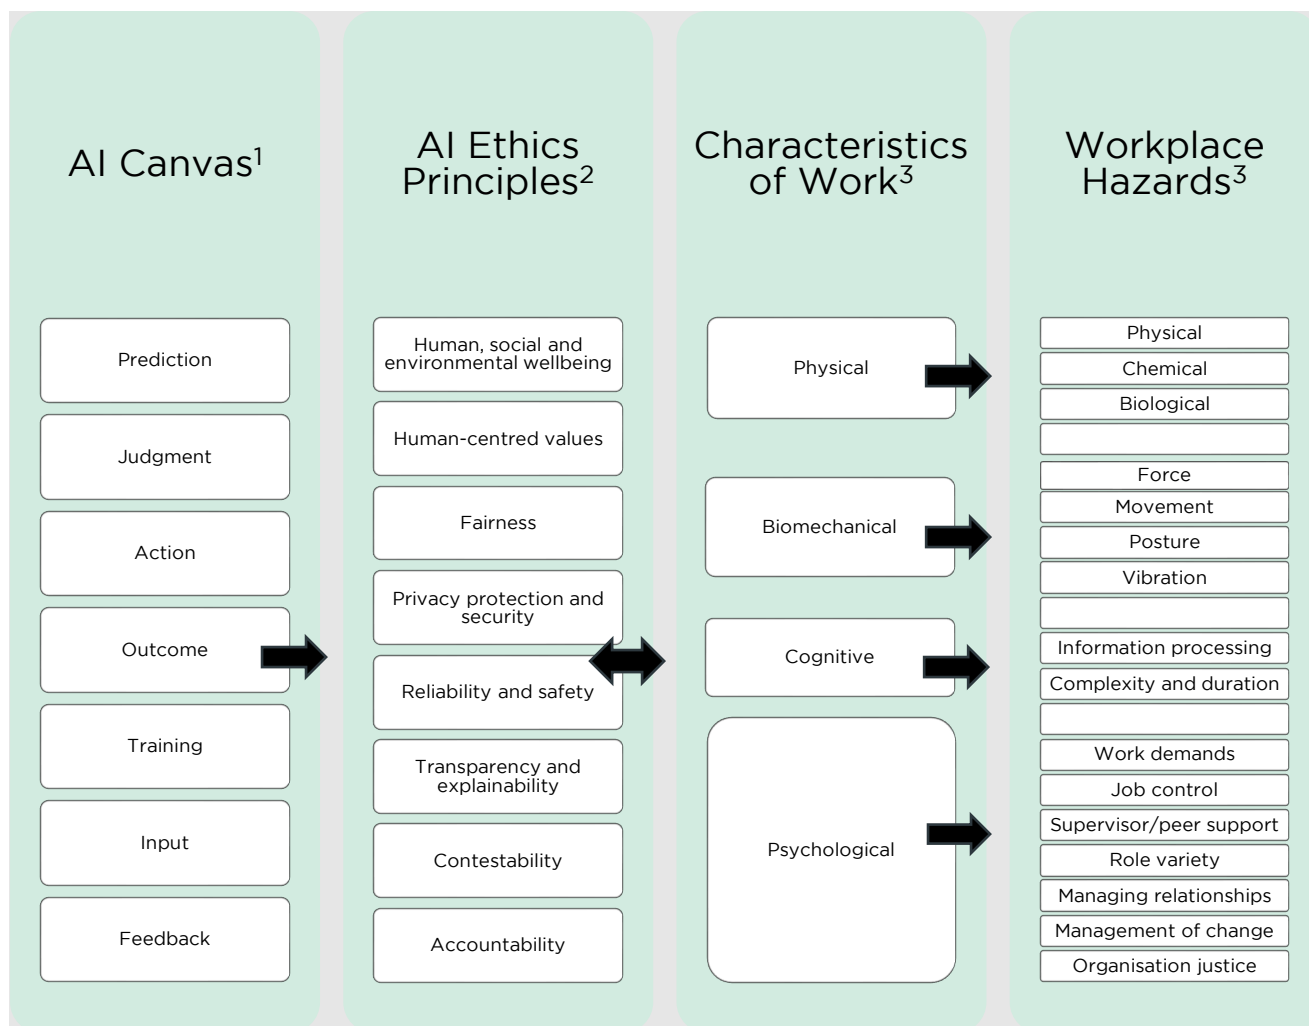 AI Canvas¹
Prediction
Judgment
Action
Outcome
Training
Input
Feedback
AI Ethics
Principles²
Human, social and
environmental wellbeing
Human-centred values
Fairness
Privacy protection and
security
Reliability and safety
Transparency and
explainability
Contestability
Accountability
Characteristics
of Work³
Physical
Biomechanical
Cognitive
Psychological
Workplace
Hazards³
Physical
Chemical
Biological
Force
Movement
Posture
Vibration
Information processing
Complexity and duration
Work demands
Job control
Supervisor/peer support
Role variety
Managing relationships
Management of change
Organisation justice